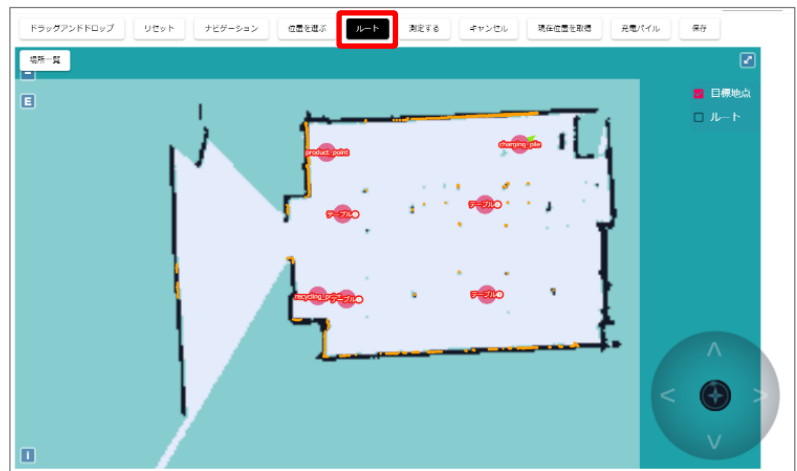 ドラッグアンドドロップ リセット ナビゲーション 位置を選ぶ ルート 測定する キャンセル 現在位置を取得 充電パイル 保存
場所一覧
E
目標地点
ルート
product_point
charging_pile
テーブル
テーブル
recycling_point
テーブル
テーブル
I